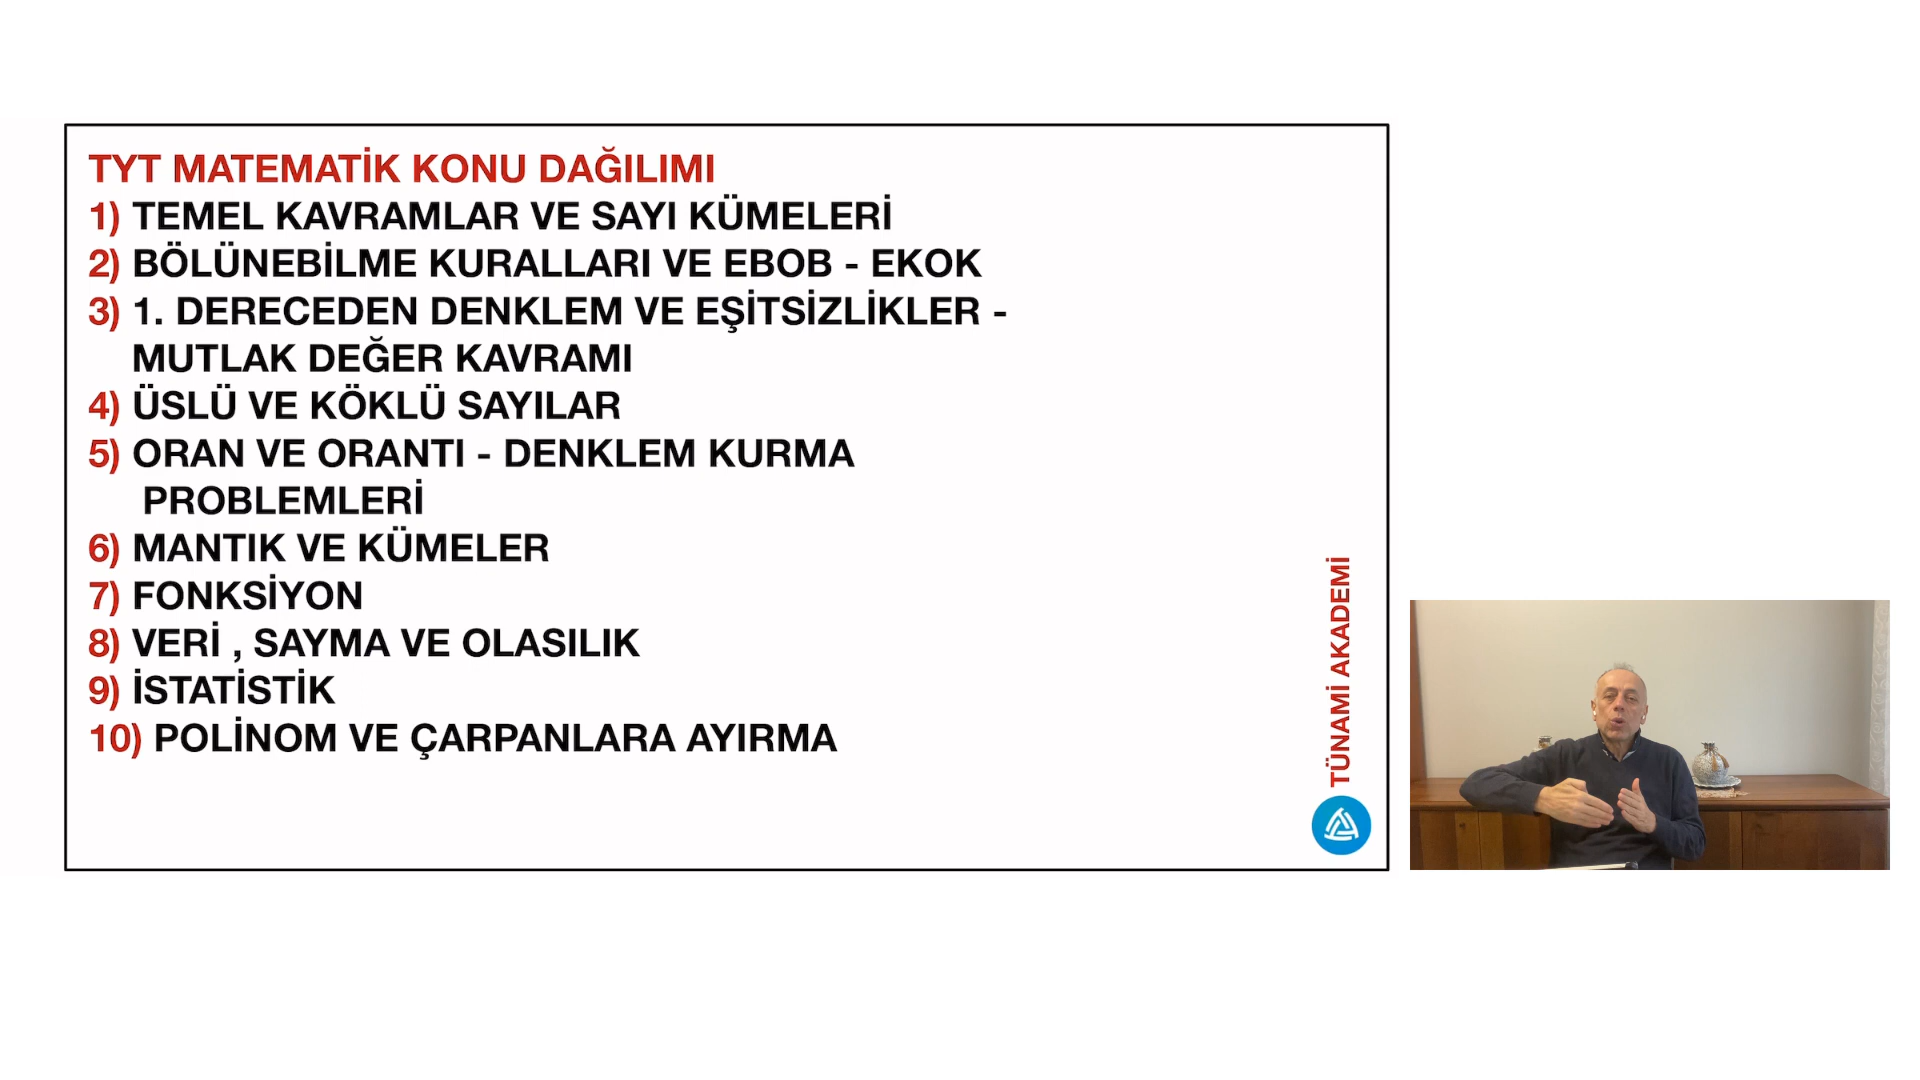 TYT MATEMATİK KONU DAĞILIMI
1) TEMEL KAVRAMLAR VE SAYI KÜMELERİ
2) BÖLÜNEBİLME KURALLARI VE EBOB - EKOK
3) 1. DERECEDEN DENKLEM VE EŞİTSİZLİKLER -
MUTLAK DEĞER KAVRAMI
4) ÜSLÜ VE KÖKLÜ SAYILAR
5) ORAN VE ORANTI - DENKLEM KURMA
PROBLEMLERİ
6) MANTIK VE KÜMELER
7) FONKSİYON
8) VERİ , SAYMA VE OLASILIK
9) İSTATİSTİK
10) POLİNOM VE ÇARPANLARA AYIRMA
TÜNAMİ AKADEMİ